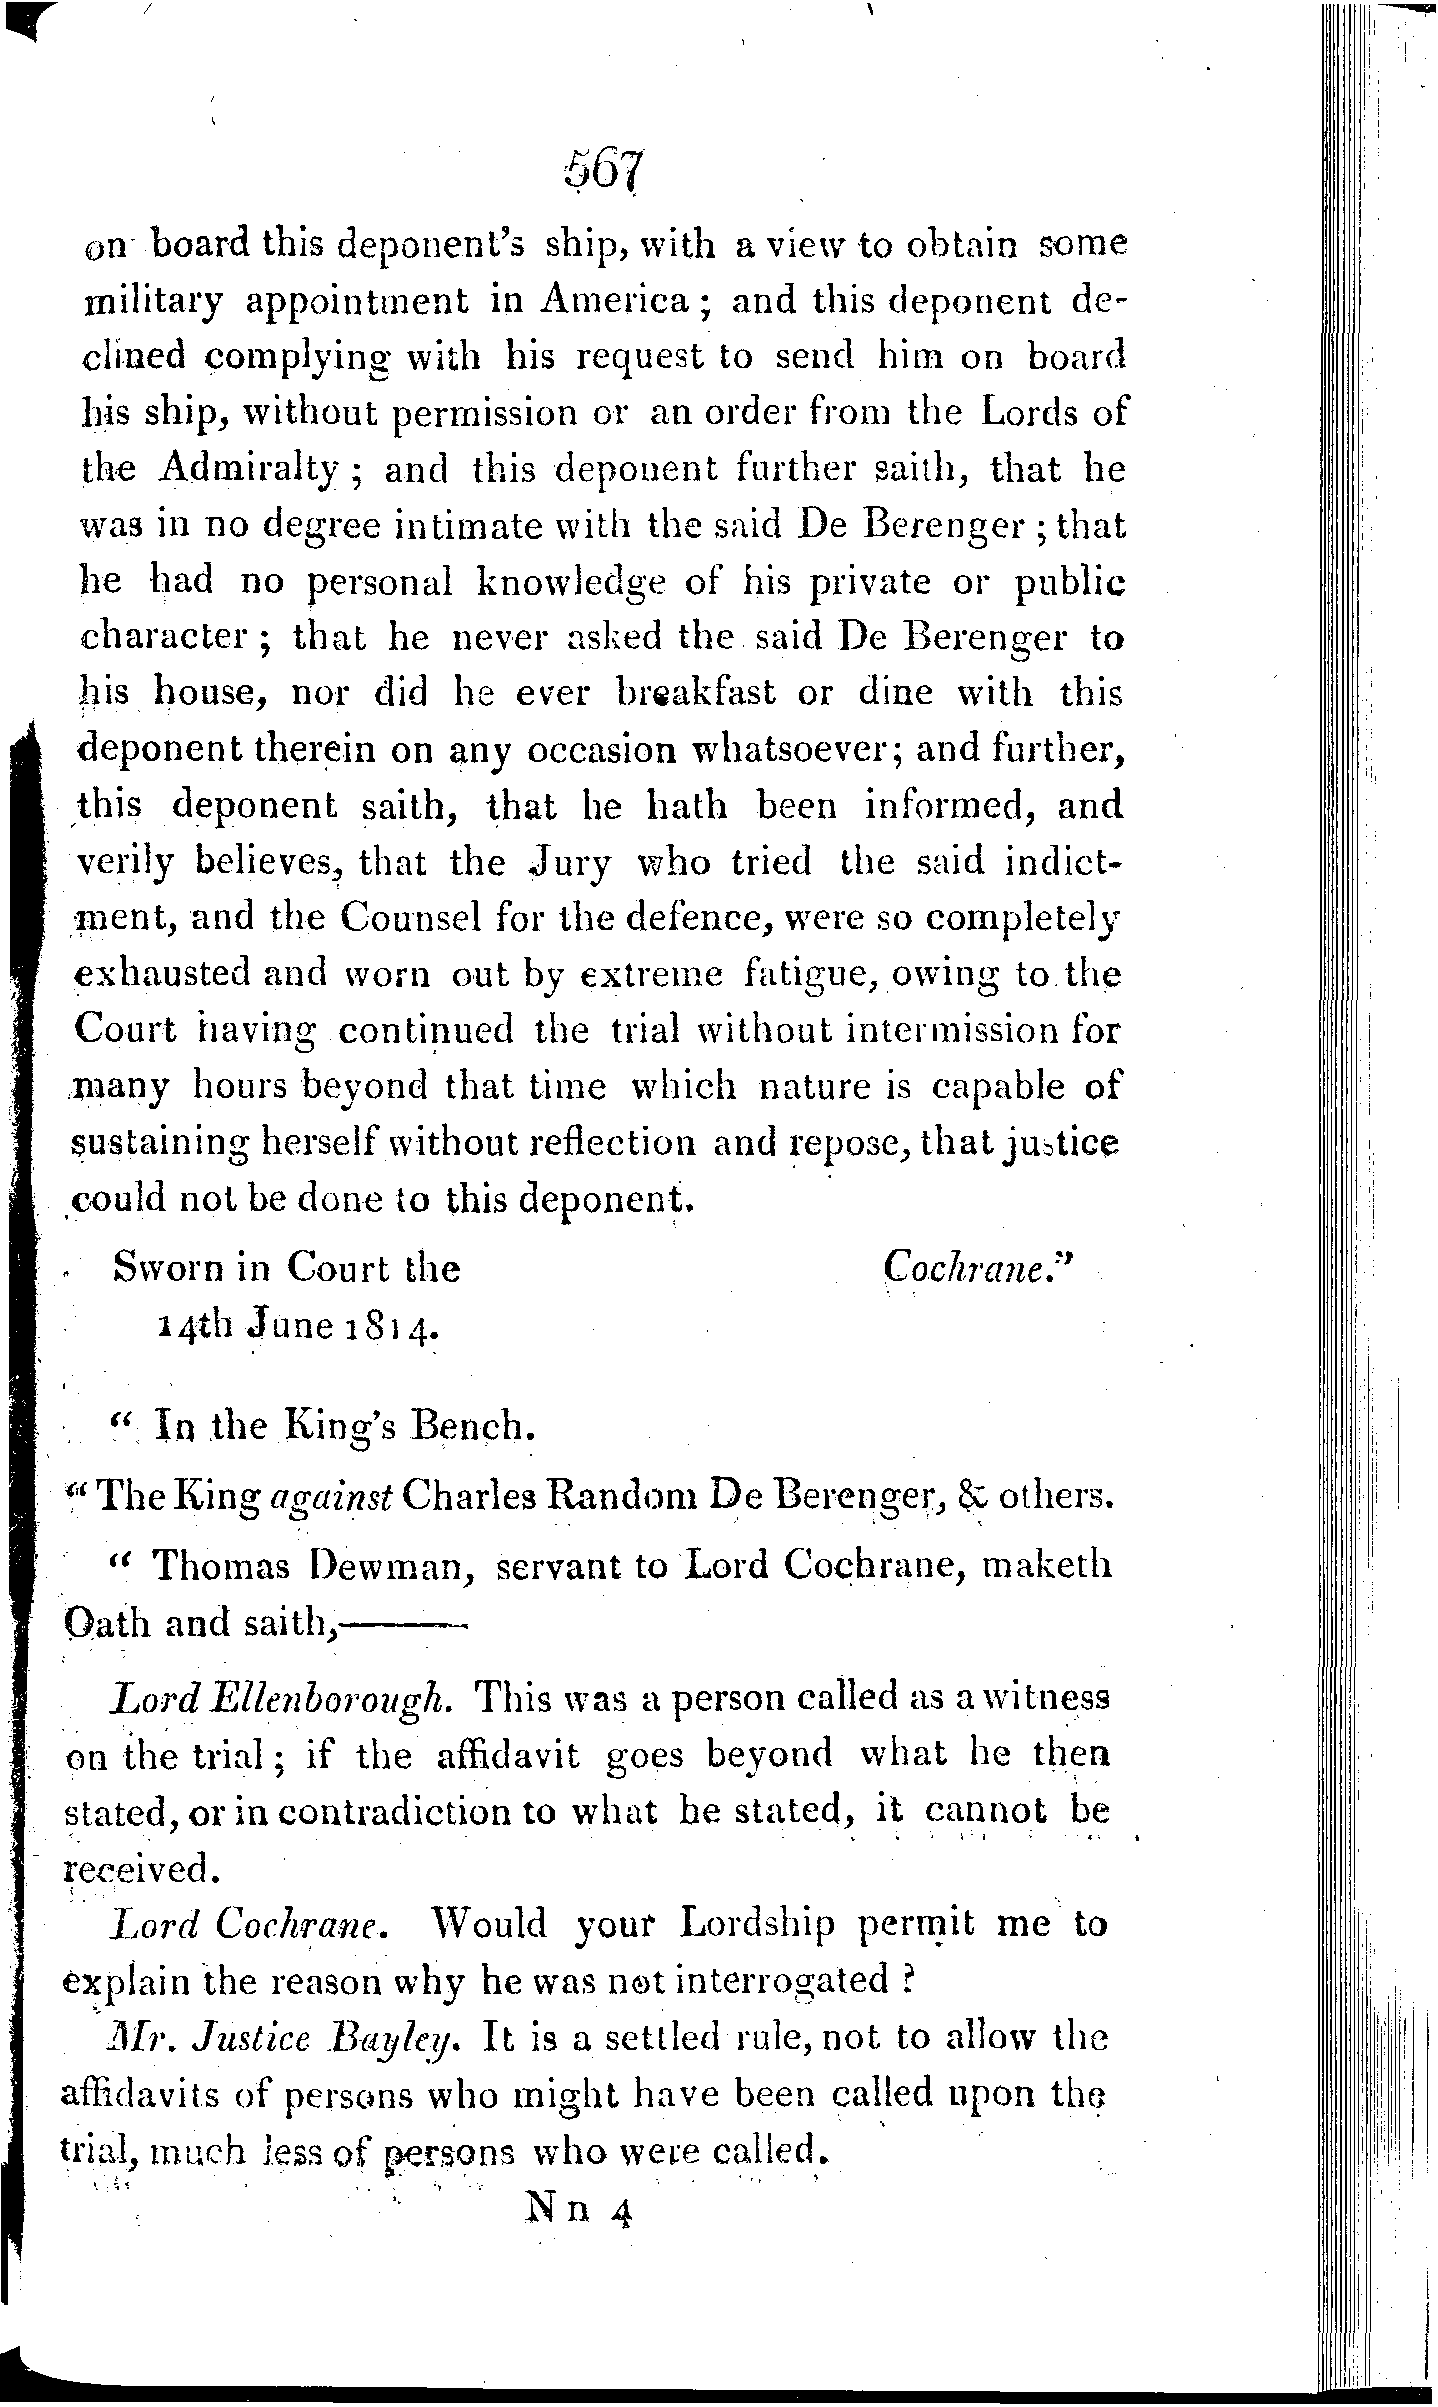 567
on board this deponent's ship, with a view to obtain some
military appointment in America ; and this deponent de-
clined complying with his request to send him on board
his ship, without permission or an order from the Lords of
the Admiralty ; and this deponent further saith, that he
was in no degree intimate with the said De Berenger ; that
he had no personal knowledge of his private or public
character ; that he never asked the said De Berenger to
his house, nor did he ever breakfast or dine with this
deponent therein on any occasion whatsoever; and further,
this deponent saith, that he hath been informed, and
verily believes, that the Jury who tried the said indict-
ment, and the Counsel for the defence, were so completely
exhausted and worn out by extreme fatigue, owing to the
Court having continued the trial without intermission for
many hours beyond that time which nature is capable of
sustaining herself without reflection and repose, that justice
could not be done to this deponent.
Sworn in Court the Cochrane."
14th June 1814.
" In the King's Bench.
" The King against Charles Random De Berenger, & others.
" Thomas Dewman, servant to Lord Cochrane, maketh
Oath and saith,———
Lord Ellenborough. This was a person called as a witness
on the trial ; if the affidavit goes beyond what he then
stated, or in contradiction to what he stated, it cannot be
received.
Lord Cochrane. Would your Lordship permit me to
explain the reason why he was not interrogated ?
Mr. Justice Bayley. It is a settled rule, not to allow the
affidavits of persons who might have been called upon the
trial, much less of persons who were called.
N n 4